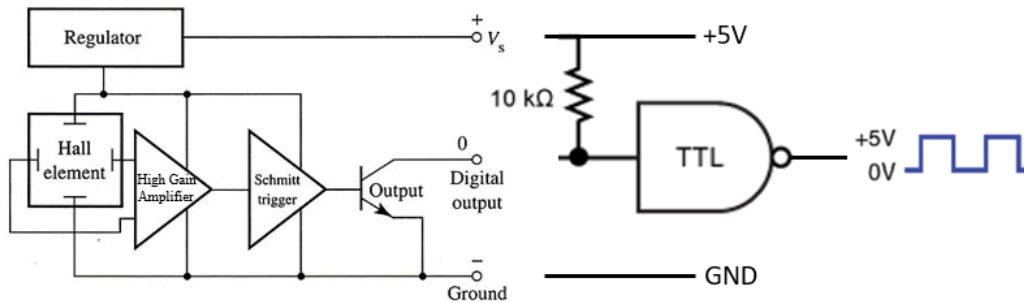 Regulator
+
Vs
+5V
10 kΩ
Hall
element
High Gain
Amplifier
Schmitt
trigger
Output
0
Digital
output
TTL
+5V
0V
−
Ground
GND